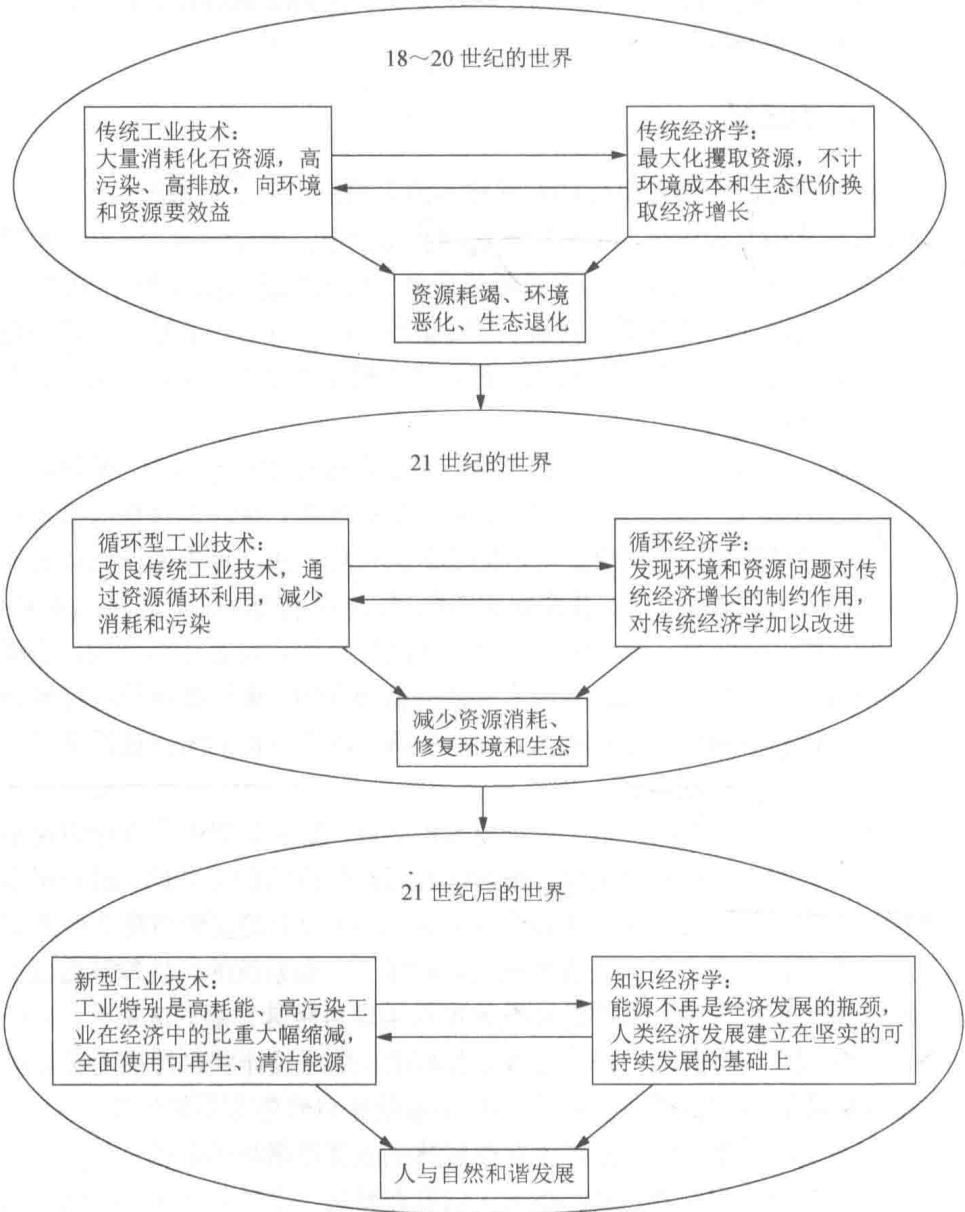 18～20 世纪的世界
传统工业技术：
大量消耗化石资源，高
污染、高排放，向环境
和资源要效益
传统经济学：
最大化攫取资源，不计
环境成本和生态代价换
取经济增长
资源耗竭、环境
恶化、生态退化
21 世纪的世界
循环型工业技术：
改良传统工业技术，通
过资源循环利用，减少
消耗和污染
循环经济学：
发现环境和资源问题对传
统经济增长的制约作用，
对传统经济学加以改进
减少资源消耗、
修复环境和生态
21 世纪后的世界
新型工业技术：
工业特别是高耗能、高污染工
业在经济中的比重大幅缩减，
全面使用可再生、清洁能源
知识经济学：
能源不再是经济发展的瓶颈，
人类经济发展建立在坚实的可
持续发展的基础上
人与自然和谐发展